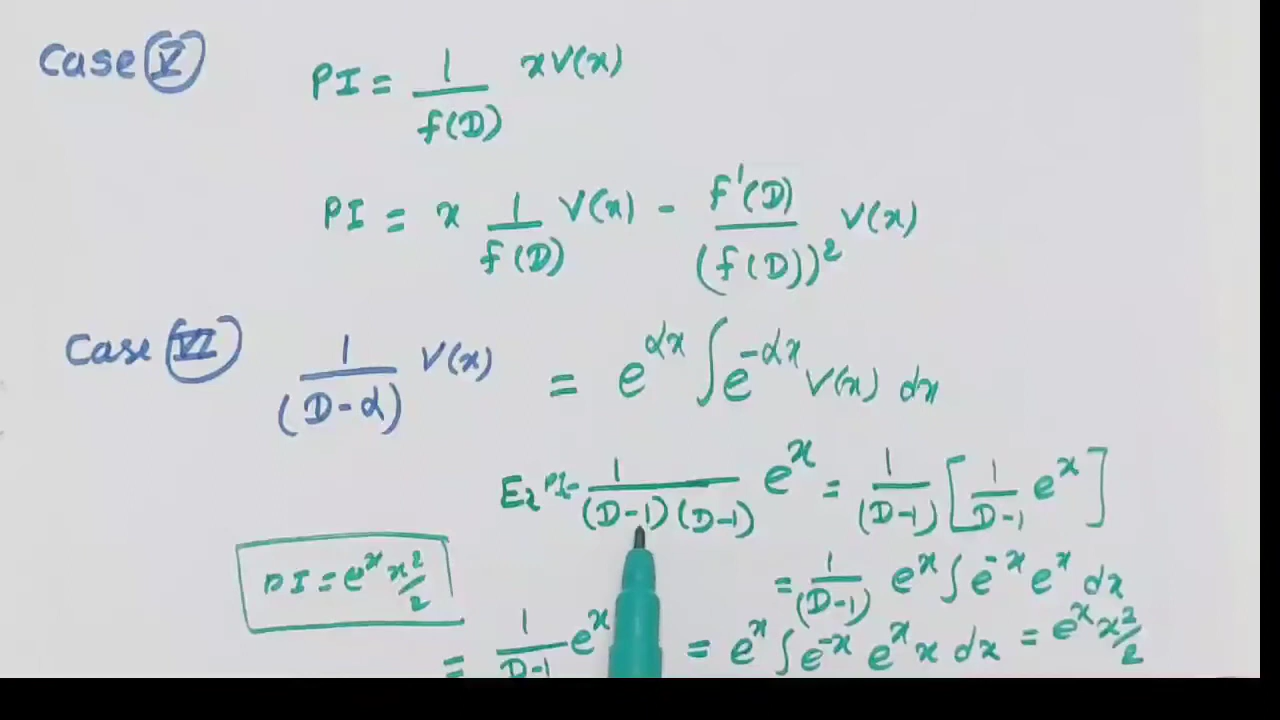 Case V
PI = 1/f(D) xV(x)
PI = x 1/f(D) V(x) - f'(D)/(f(D))² V(x)
Case VI 1/(D-α) V(x) = e^{αx} ∫ e^{-αx} V(x) dx
Ex PI = 1/((D-1)(D-1)) e^x = 1/(D-1) [1/(D-1) e^x]
= 1/(D-1) e^x ∫ e^{-x} e^x dx
PI = e^x x²/2
= 1/(D-1) e^x = e^x ∫ e^{-x} e^x x dx = e^x x²/2